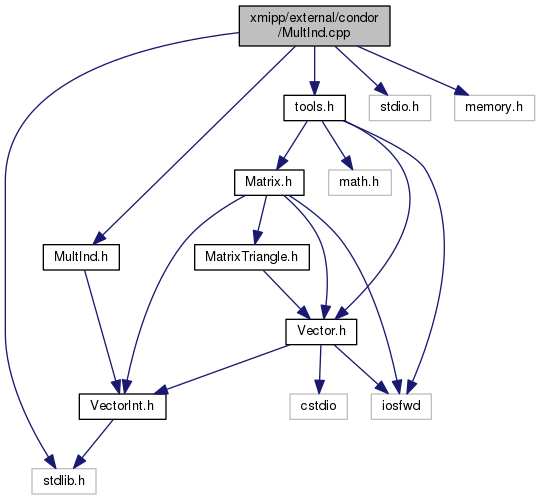 xmipp/external/condor
/MultInd.cpp
tools.h
stdio.h
memory.h
Matrix.h
math.h
MultInd.h
MatrixTriangle.h
Vector.h
VectorInt.h
cstdio
iosfwd
stdlib.h